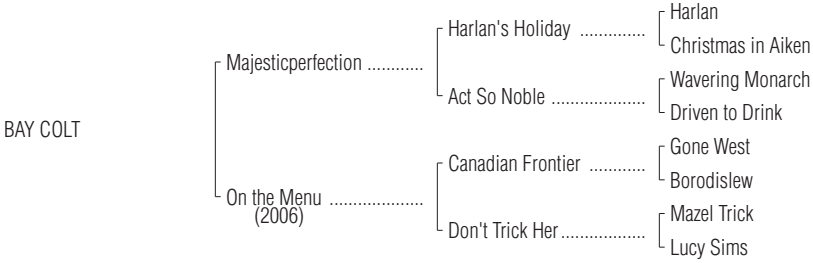 Harlan
Harlan's Holiday ..............
Christmas in Aiken
Majesticperfection ............
Wavering Monarch
Act So Noble .....................
Driven to Drink
BAY COLT
Gone West
Canadian Frontier .............
Borodislew
On the Menu .....................
(2006)
Mazel Trick
Don't Trick Her...................
Lucy Sims